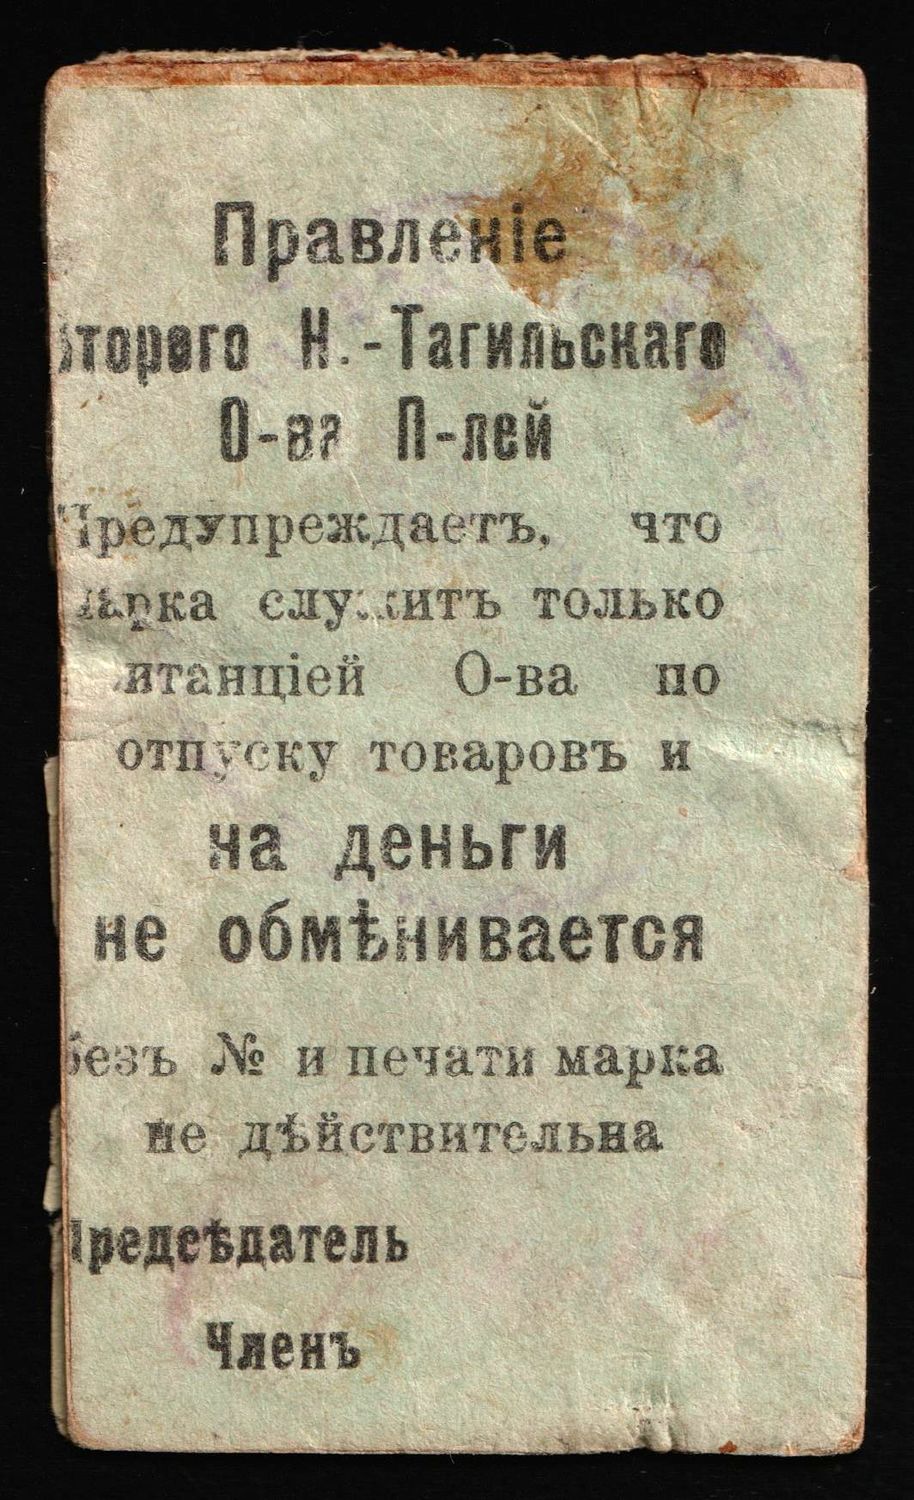 Правленіе
второго Н.-Тагильскаго
О-ва П-лей
Предупреждаетъ, что
марка служитъ только
квитанціей О-ва по
отпуску товаровъ и
на деньги
не обмѣнивается
безъ № и печати марка
не дѣйствительна
Предсѣдатель
Членъ